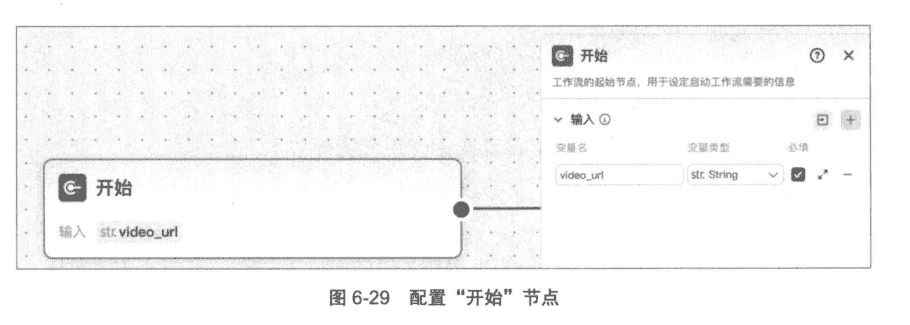 开始
工作流的起始节点，用于设定启动工作流需要的信息
输入
变量名 变量类型 必填
video_url str. String
开始
输入 str.video_url
图 6-29 配置“开始”节点